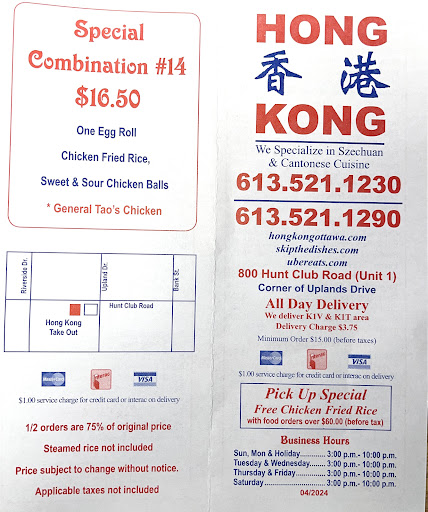 Special
Combination #14
$16.50
One Egg Roll
Chicken Fried Rice,
Sweet & Sour Chicken Balls
* General Tao's Chicken
Riverside Dr.
Upland Dr.
Bank St.
Hunt Club Road
Hong Kong
Take Out
MasterCard
Interac
VISA
$1.00 service charge for credit card or interac on delivery
1/2 orders are 75% of original price
Steamed rice not included
Price subject to change without notice.
Applicable taxes not included
HONG
香港
KONG
We Specialize in Szechuan
& Cantonese Cuisine
613.521.1230
613.521.1290
hongkongottawa.com
skipthedishes.com
ubereats.com
800 Hunt Club Road (Unit 1)
Corner of Uplands Drive
All Day Delivery
We deliver K1V & K1T area
Delivery Charge $3.75
Minimum Order $15.00 (before taxes)
MasterCard
Interac
VISA
$1.00 service charge for credit card or interac on delivery
Pick Up Special
Free Chicken Fried Rice
with food orders over $60.00 (before tax)
Business Hours
Sun, Mon & Holiday............ 3:00 p.m.- 10:00 p.m.
Tuesday & Wednesday....... 3:00 p.m.- 10:00 p.m.
Thursday & Friday.............. 3:00 p.m.- 10:00 p.m.
Saturday ............................. 3:00 p.m.- 10:00 p.m.
04/2024